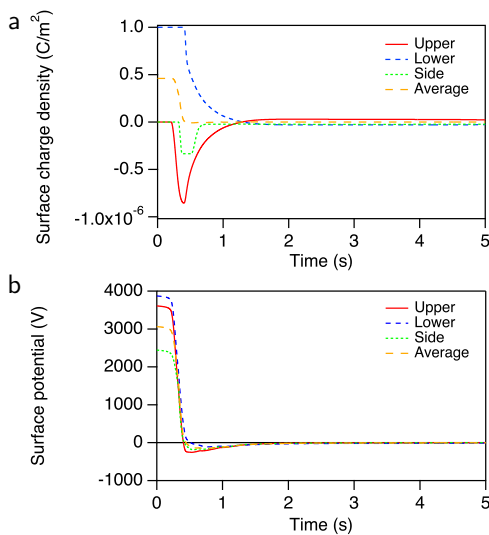 a
Surface charge density (C/m²)
1.0
0.5
0.0
-0.5
-1.0x10⁻⁶
Upper
Lower
Side
Average
0 1 2 3 4 5
Time (s)
b
Surface potential (V)
4000
3000
2000
1000
0
-1000
Upper
Lower
Side
Average
0 1 2 3 4 5
Time (s)